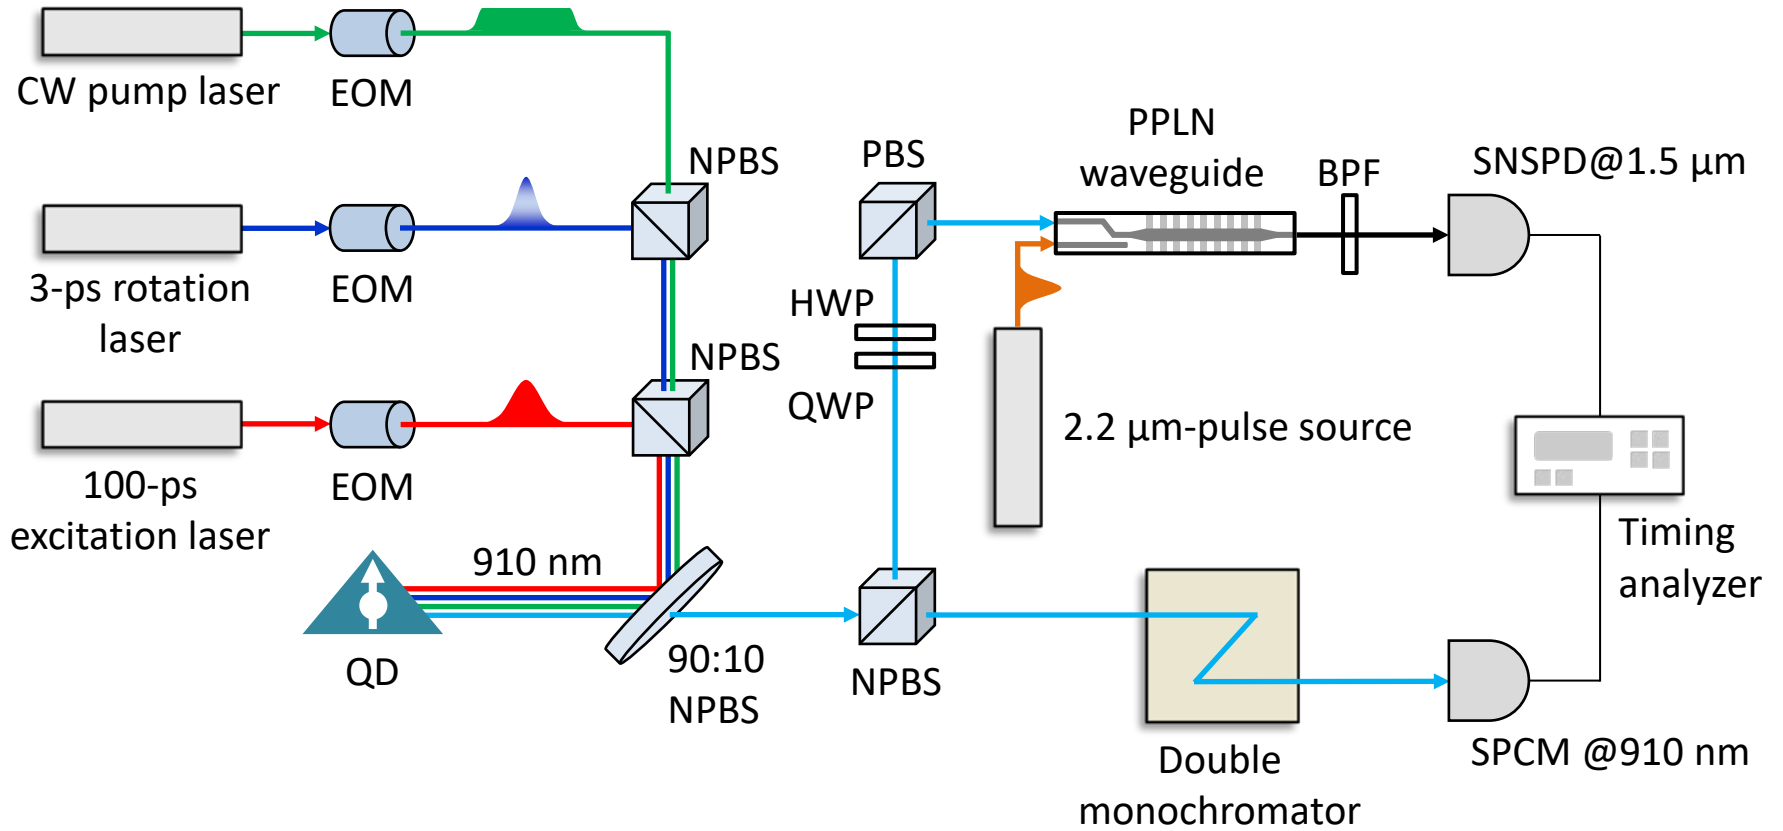 CW pump laser
EOM
NPBS
3-ps rotation
laser
EOM
NPBS
100-ps
excitation laser
EOM
910 nm
QD
90:10
NPBS
PBS
HWP
QWP
NPBS
PPLN
waveguide
BPF
SNSPD@1.5 μm
2.2 μm-pulse source
Timing
analyzer
Double
monochromator
SPCM @910 nm